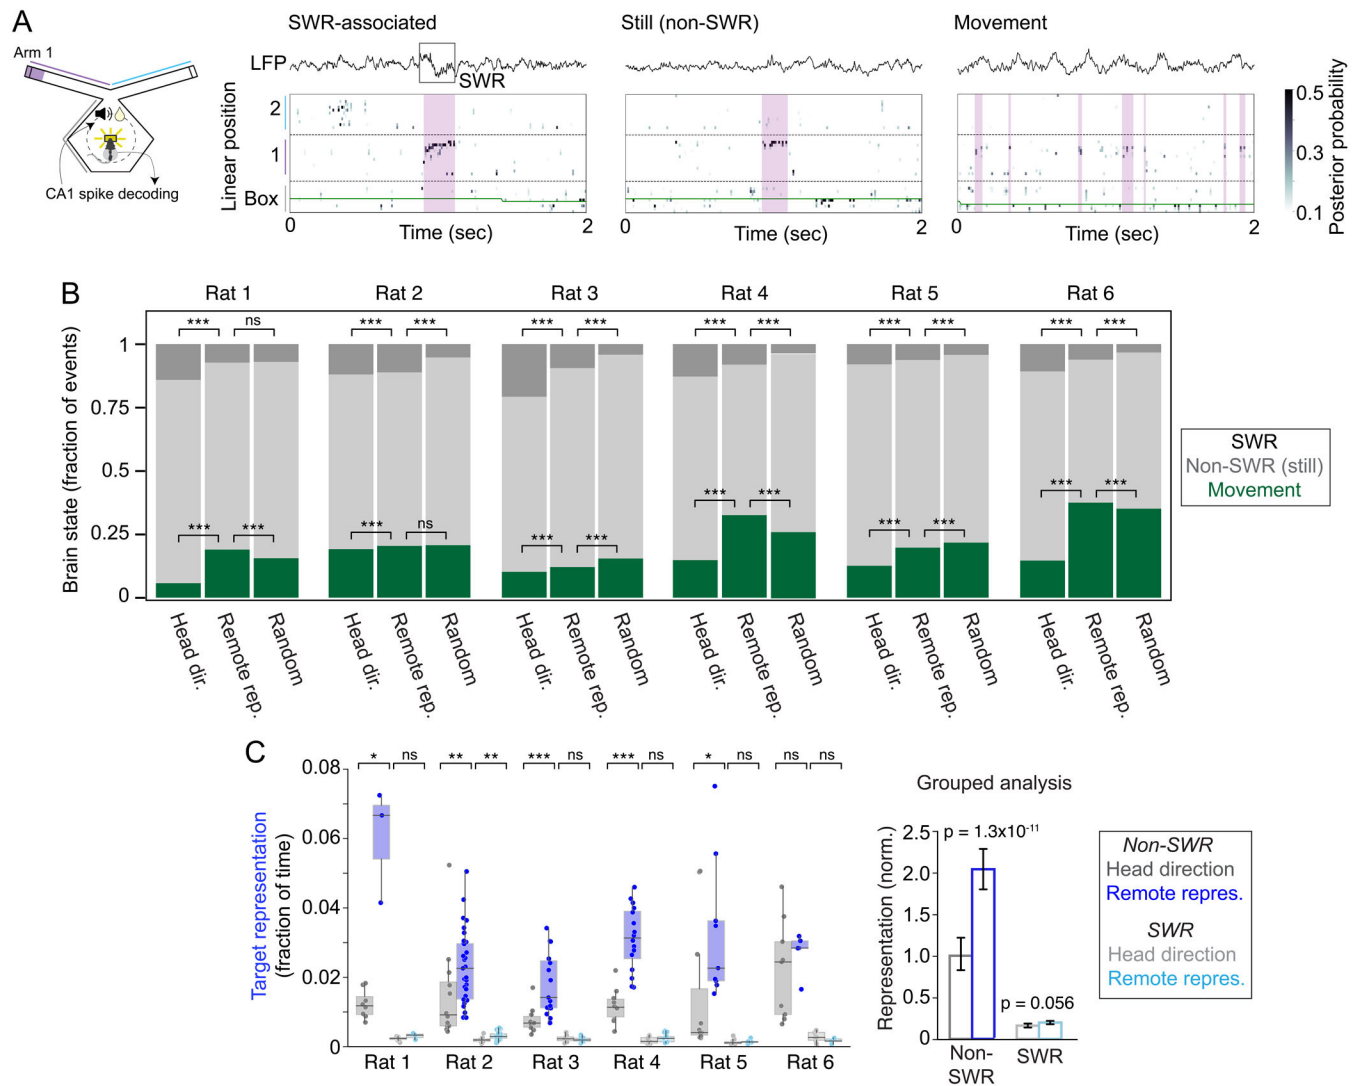 A
SWR-associated
Still (non-SWR)
Movement
Arm 1
LFP
SWR
CA1 spike decoding
Linear position
2
1
Box
0
Time (sec)
2
0
Time (sec)
2
0
Time (sec)
2
0.5
0.3
0.1
Posterior probability
B
Rat 1
Rat 2
Rat 3
Rat 4
Rat 5
Rat 6
Brain state (fraction of events)
1
0.75
0.5
0.25
0
*** ns
*** ***
*** ***
*** ***
*** ***
*** ***
*** ***
*** ns
*** ***
*** ***
*** ***
*** ***
Head dir.
Remote rep.
Random
Head dir.
Remote rep.
Random
Head dir.
Remote rep.
Random
Head dir.
Remote rep.
Random
Head dir.
Remote rep.
Random
Head dir.
Remote rep.
Random
SWR
Non-SWR (still)
Movement
C
Target representation
(fraction of time)
0.08
0.06
0.04
0.02
0
* ns
** **
*** ns
*** ns
* ns
ns ns
Rat 1
Rat 2
Rat 3
Rat 4
Rat 5
Rat 6
Grouped analysis
Representation (norm.)
2.5
2.0
1.5
1.0
0.5
0
p = 1.3x10⁻¹¹
p = 0.056
Non-
SWR
SWR
Non-SWR
Head direction
Remote repres.
SWR
Head direction
Remote repres.